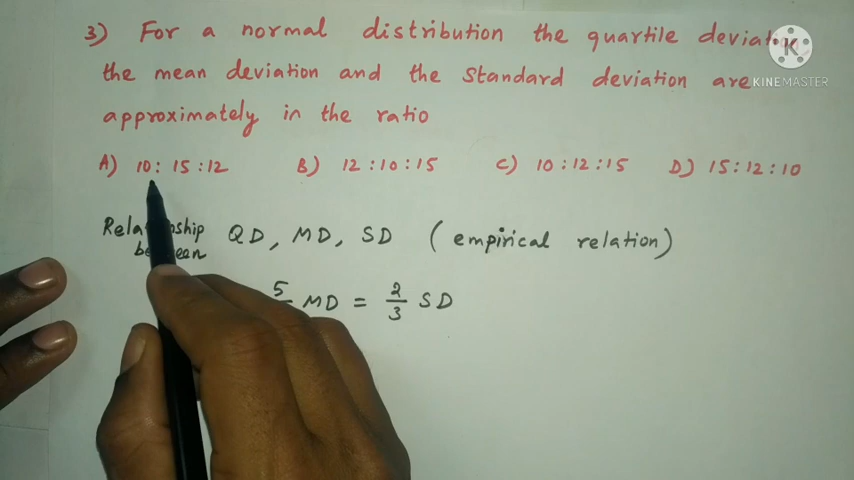 3) For a normal distribution the quartile
K
the mean deviation and the standard deviation are
KINEMASTER
approximately in the ratio
A) 10: 15:12 B) 12:10:15 C) 10:12:15 D) 15:12:10
QD, MD, SD (empirical relation)
5 MD = 2/3 SD